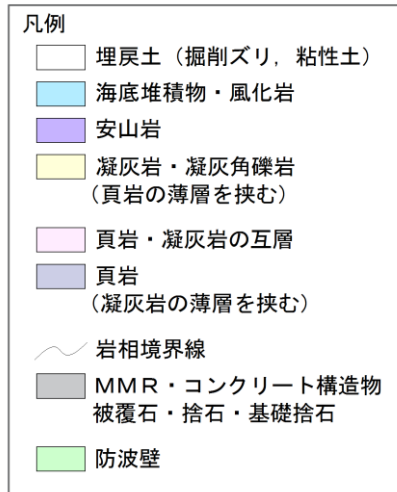 凡例
埋戻土（掘削ズリ，粘性土）
海底堆積物・風化岩
安山岩
凝灰岩・凝灰角礫岩
(頁岩の薄層を挟む)
頁岩・凝灰岩の互層
頁岩
(凝灰岩の薄層を挟む)
岩相境界線
ＭＭＲ・コンクリート構造物
被覆石・捨石・基礎捨石
防波壁